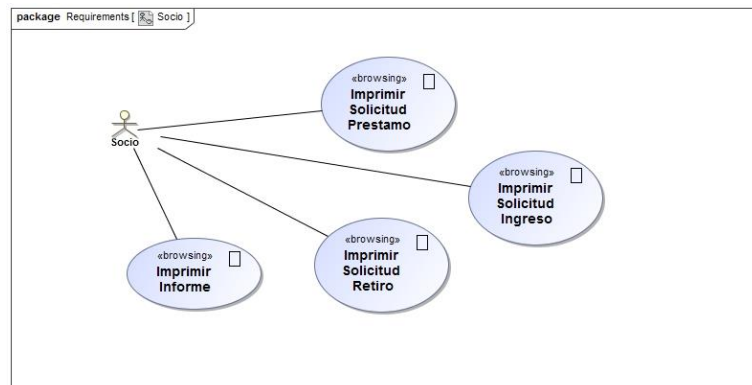 package Requirements [ Socio ]
«browsing»
Imprimir
Solicitud
Prestamo
Socio
«browsing»
Imprimir
Solicitud
Ingreso
«browsing»
Imprimir
Informe
«browsing»
Imprimir
Solicitud
Retiro